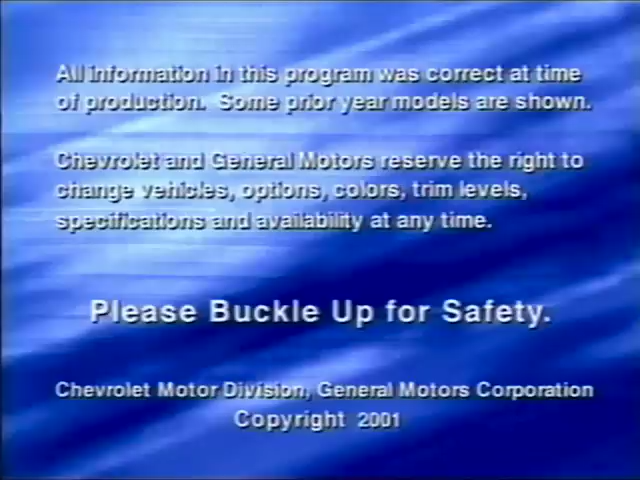 All information in this program was correct at time
of production. Some prior year models are shown.
Chevrolet and General Motors reserve the right to
change vehicles, options, colors, trim levels,
specifications and availability at any time.
Please Buckle Up for Safety.
Chevrolet Motor Division, General Motors Corporation
Copyright 2001